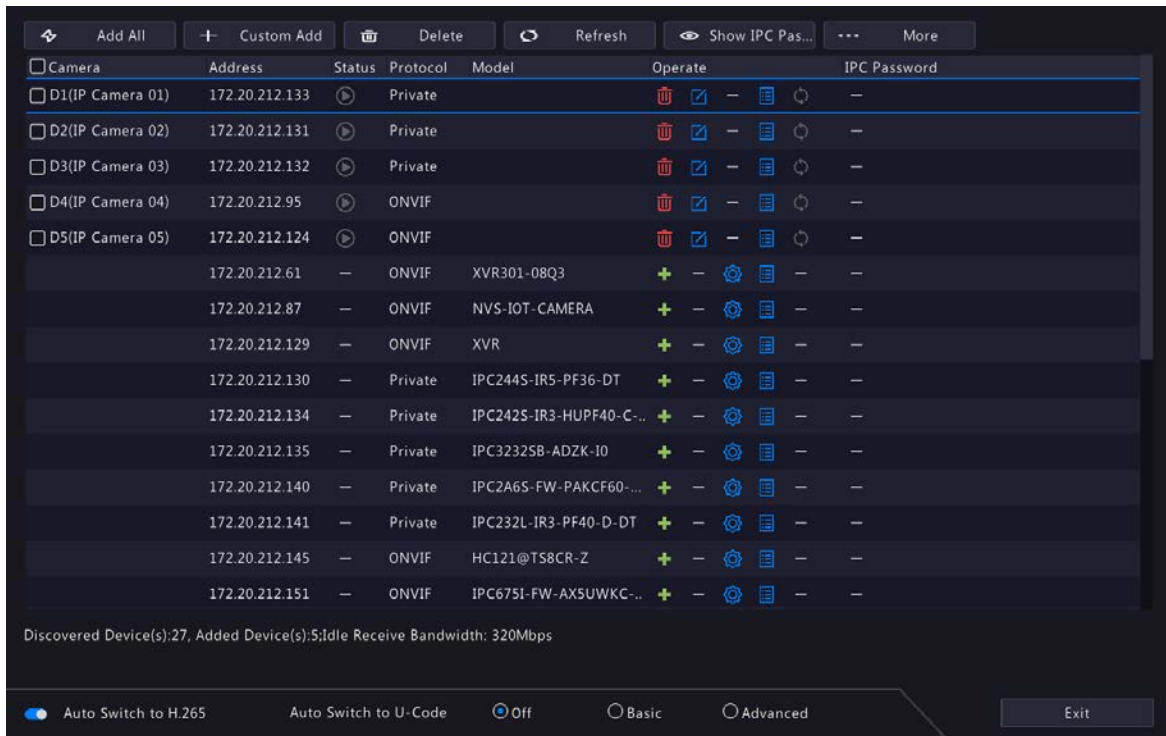 Add All Custom Add Delete Refresh Show IPC Pas... More
Camera Address Status Protocol Model Operate IPC Password
D1(IP Camera 01) 172.20.212.133 Private — —
D2(IP Camera 02) 172.20.212.131 Private — —
D3(IP Camera 03) 172.20.212.132 Private — —
D4(IP Camera 04) 172.20.212.95 ONVIF — —
D5(IP Camera 05) 172.20.212.124 ONVIF — —
172.20.212.61 — ONVIF XVR301-08Q3 — — —
172.20.212.87 — ONVIF NVS-IOT-CAMERA — — —
172.20.212.129 — ONVIF XVR — — —
172.20.212.130 — Private IPC244S-IR5-PF36-DT — — —
172.20.212.134 — Private IPC242S-IR3-HUPF40-C-.. — — —
172.20.212.135 — Private IPC3232SB-ADZK-I0 — — —
172.20.212.140 — Private IPC2A6S-FW-PAKCF60-... — — —
172.20.212.141 — Private IPC232L-IR3-PF40-D-DT — — —
172.20.212.145 — ONVIF HC121@TS8CR-Z — — —
172.20.212.151 — ONVIF IPC675I-FW-AX5UWKC-.. — — —
Discovered Device(s):27, Added Device(s):5;Idle Receive Bandwidth: 320Mbps
Auto Switch to H.265 Auto Switch to U-Code Off Basic Advanced Exit